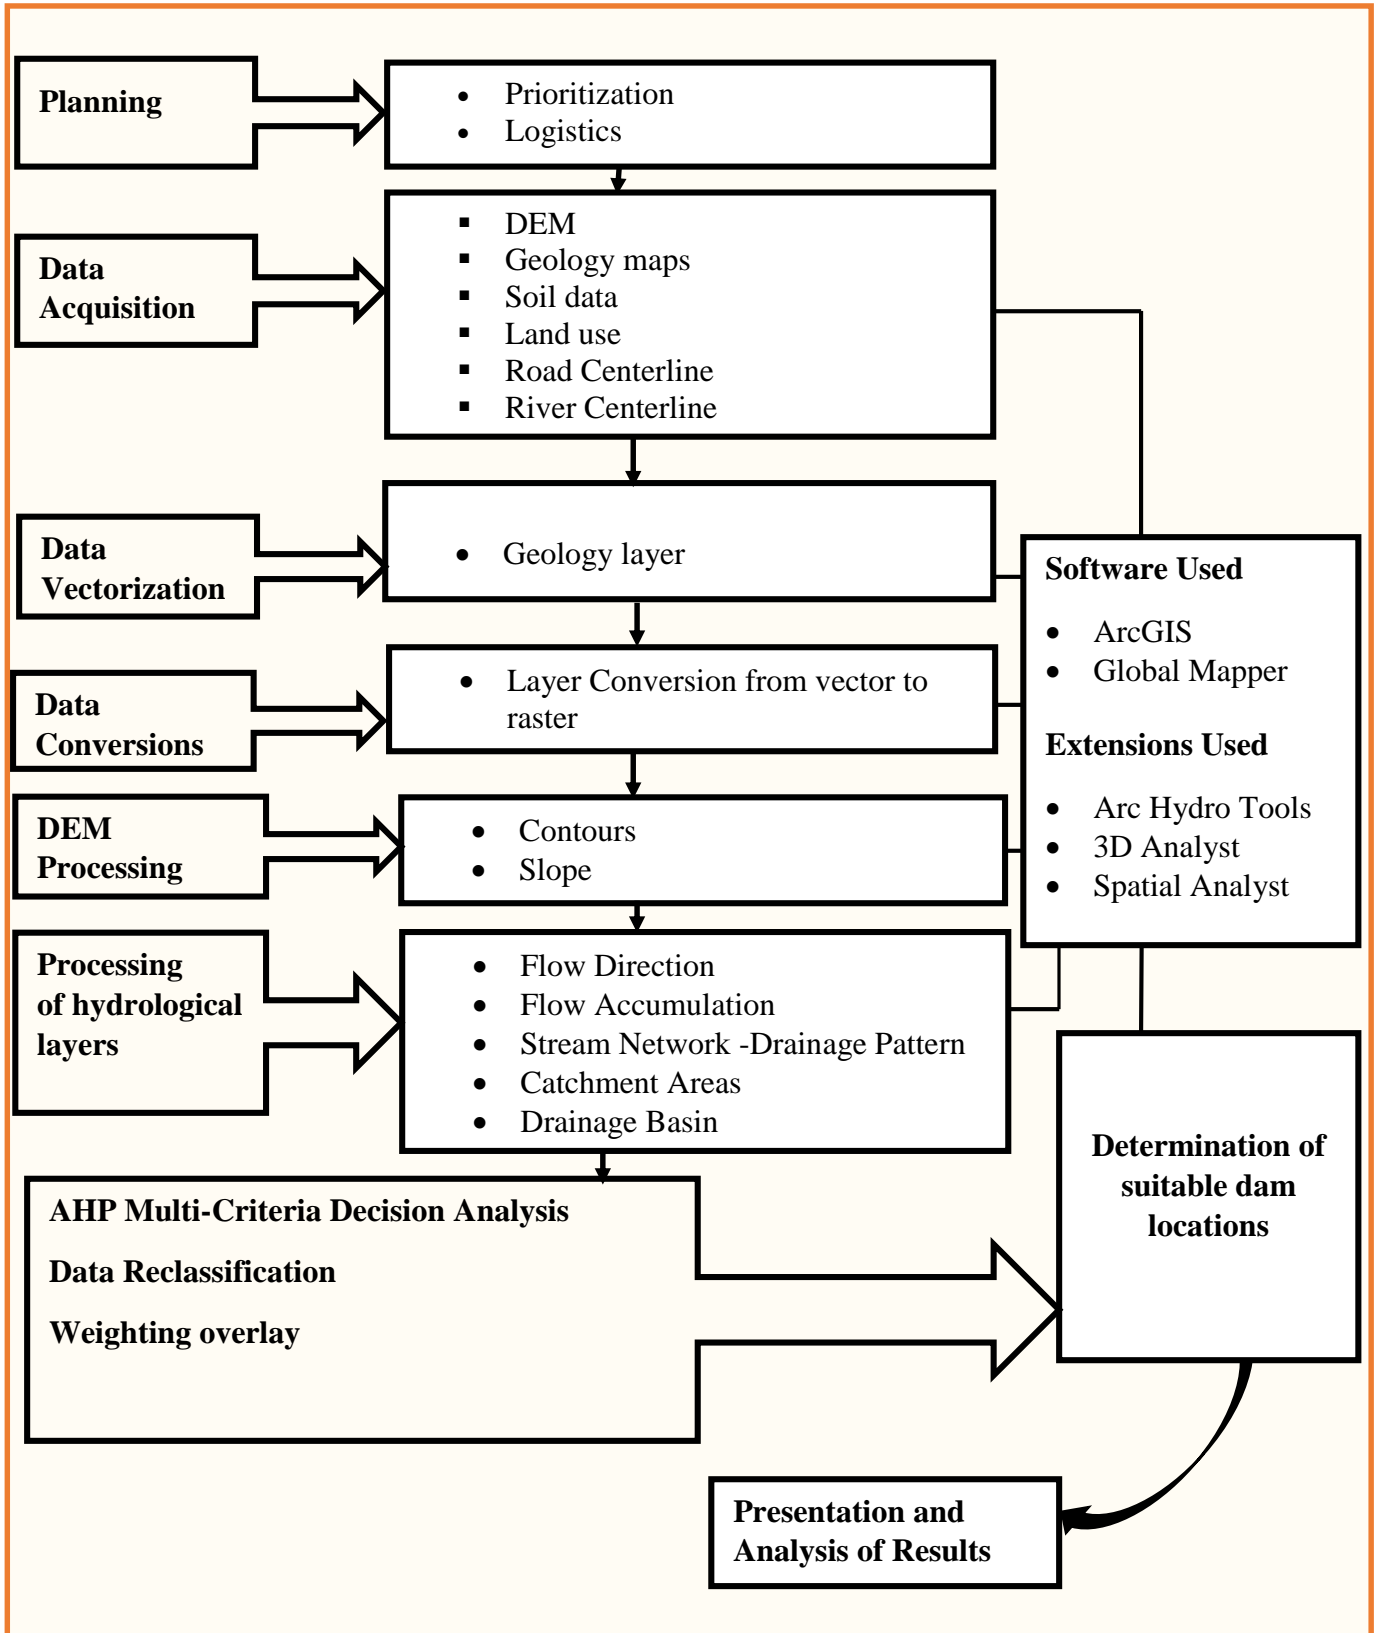 Planning
• Prioritization
• Logistics
Data
Acquisition
▪ DEM
▪ Geology maps
▪ Soil data
▪ Land use
▪ Road Centerline
▪ River Centerline
Data
Vectorization
• Geology layer
Data
Conversions
• Layer Conversion from vector to
raster
DEM
Processing
• Contours
• Slope
Processing
of hydrological
layers
• Flow Direction
• Flow Accumulation
• Stream Network -Drainage Pattern
• Catchment Areas
• Drainage Basin
Software Used
• ArcGIS
• Global Mapper
Extensions Used
• Arc Hydro Tools
• 3D Analyst
• Spatial Analyst
AHP Multi-Criteria Decision Analysis
Data Reclassification
Weighting overlay
Determination of
suitable dam
locations
Presentation and
Analysis of Results